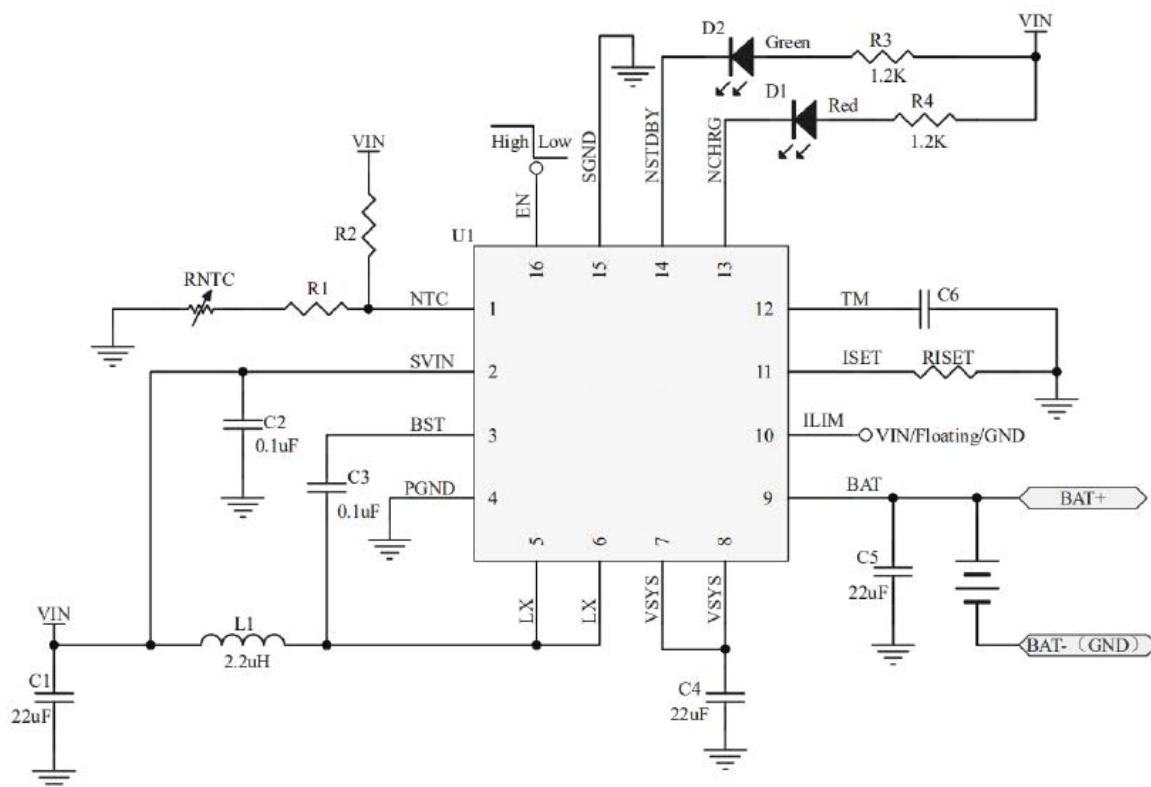 VIN
D2
Green
R3
1.2K
D1
Red
R4
1.2K
High
Low
EN
SGND
NSTDBY
NCHRG
VIN
R2
U1
16
15
14
13
RNTC
R1
NTC
1
12
TM
C6
SVIN
2
11
ISET
RISET
C2
0.1uF
BST
3
10
ILIM
VIN/Floating/GND
C3
0.1uF
PGND
4
9
BAT
BAT+
5
6
7
8
C5
22uF
LX
LX
VSYS
VSYS
VIN
L1
2.2uH
BAT-（GND）
C1
22uF
C4
22uF